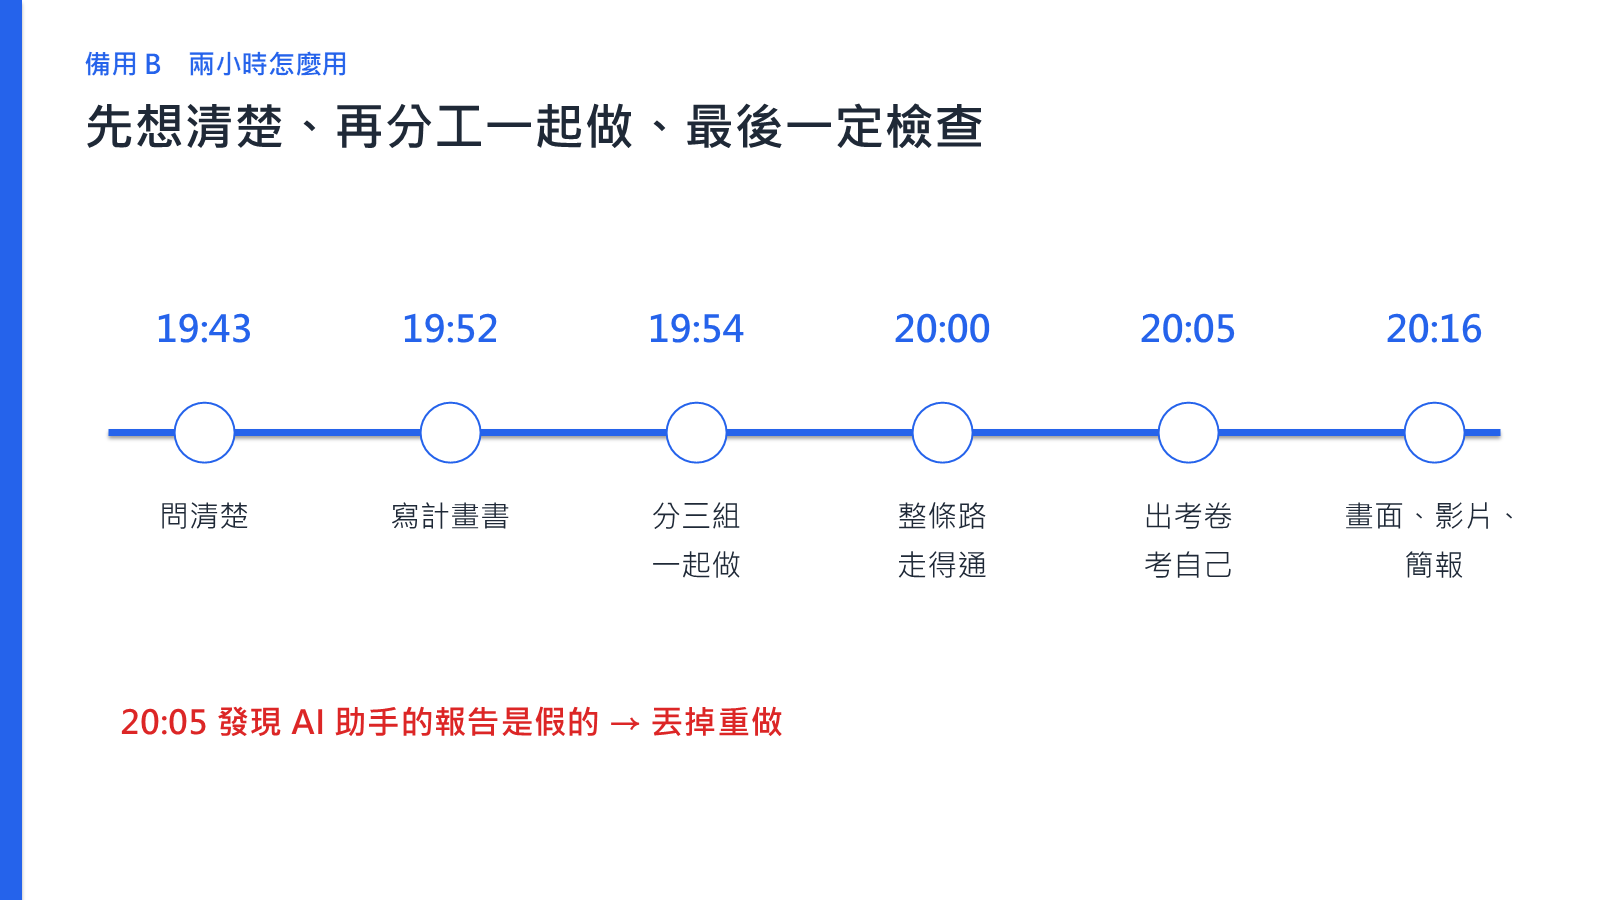 備用 B　兩小時怎麼用
先想清楚、再分工一起做、最後一定檢查
19:43
19:52
19:54
20:00
20:05
20:16
問清楚
寫計畫書
分三組
一起做
整條路
走得通
出考卷
考自己
畫面、影片、
簡報
20:05 發現 AI 助手的報告是假的 → 丟掉重做